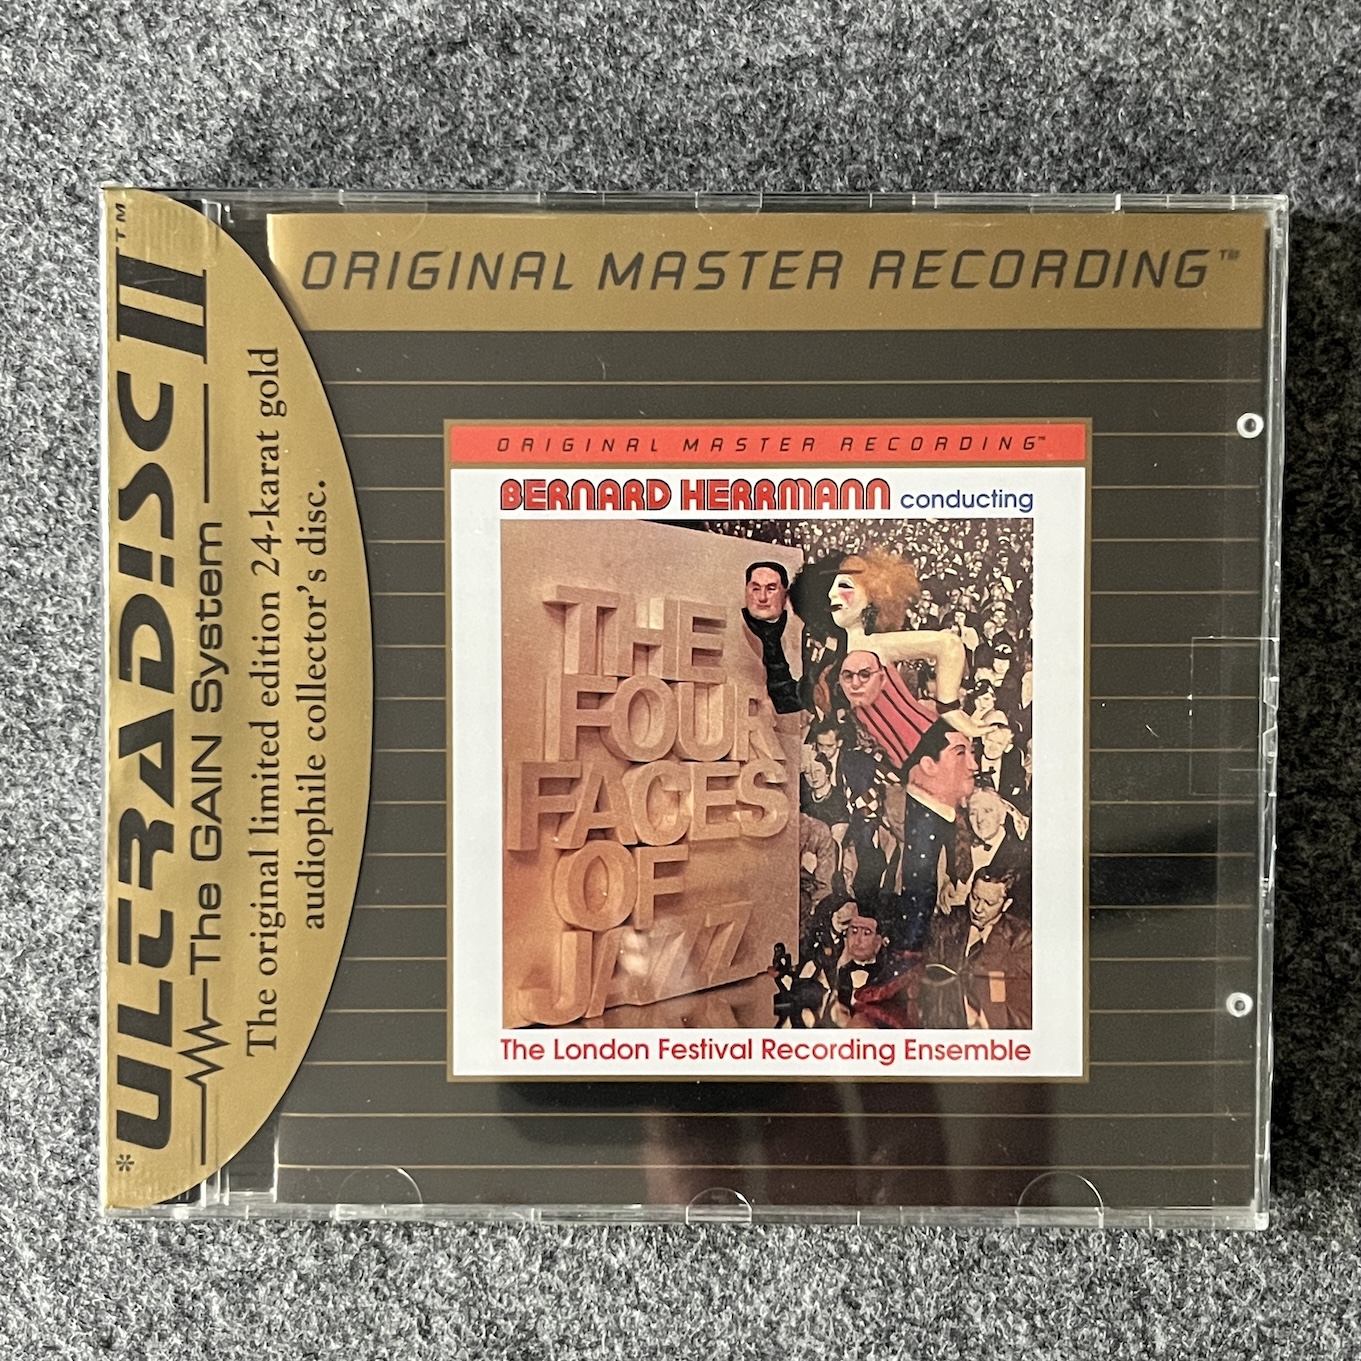 ORIGINAL MASTER RECORDING™
*ULTRADISC II™
The GAIN System
The original limited edition 24-karat gold
audiophile collector's disc.
ORIGINAL MASTER RECORDING™
BERNARD HERRMANN conducting
THE
FOUR
FACES
OF
JAZZ
The London Festival Recording Ensemble